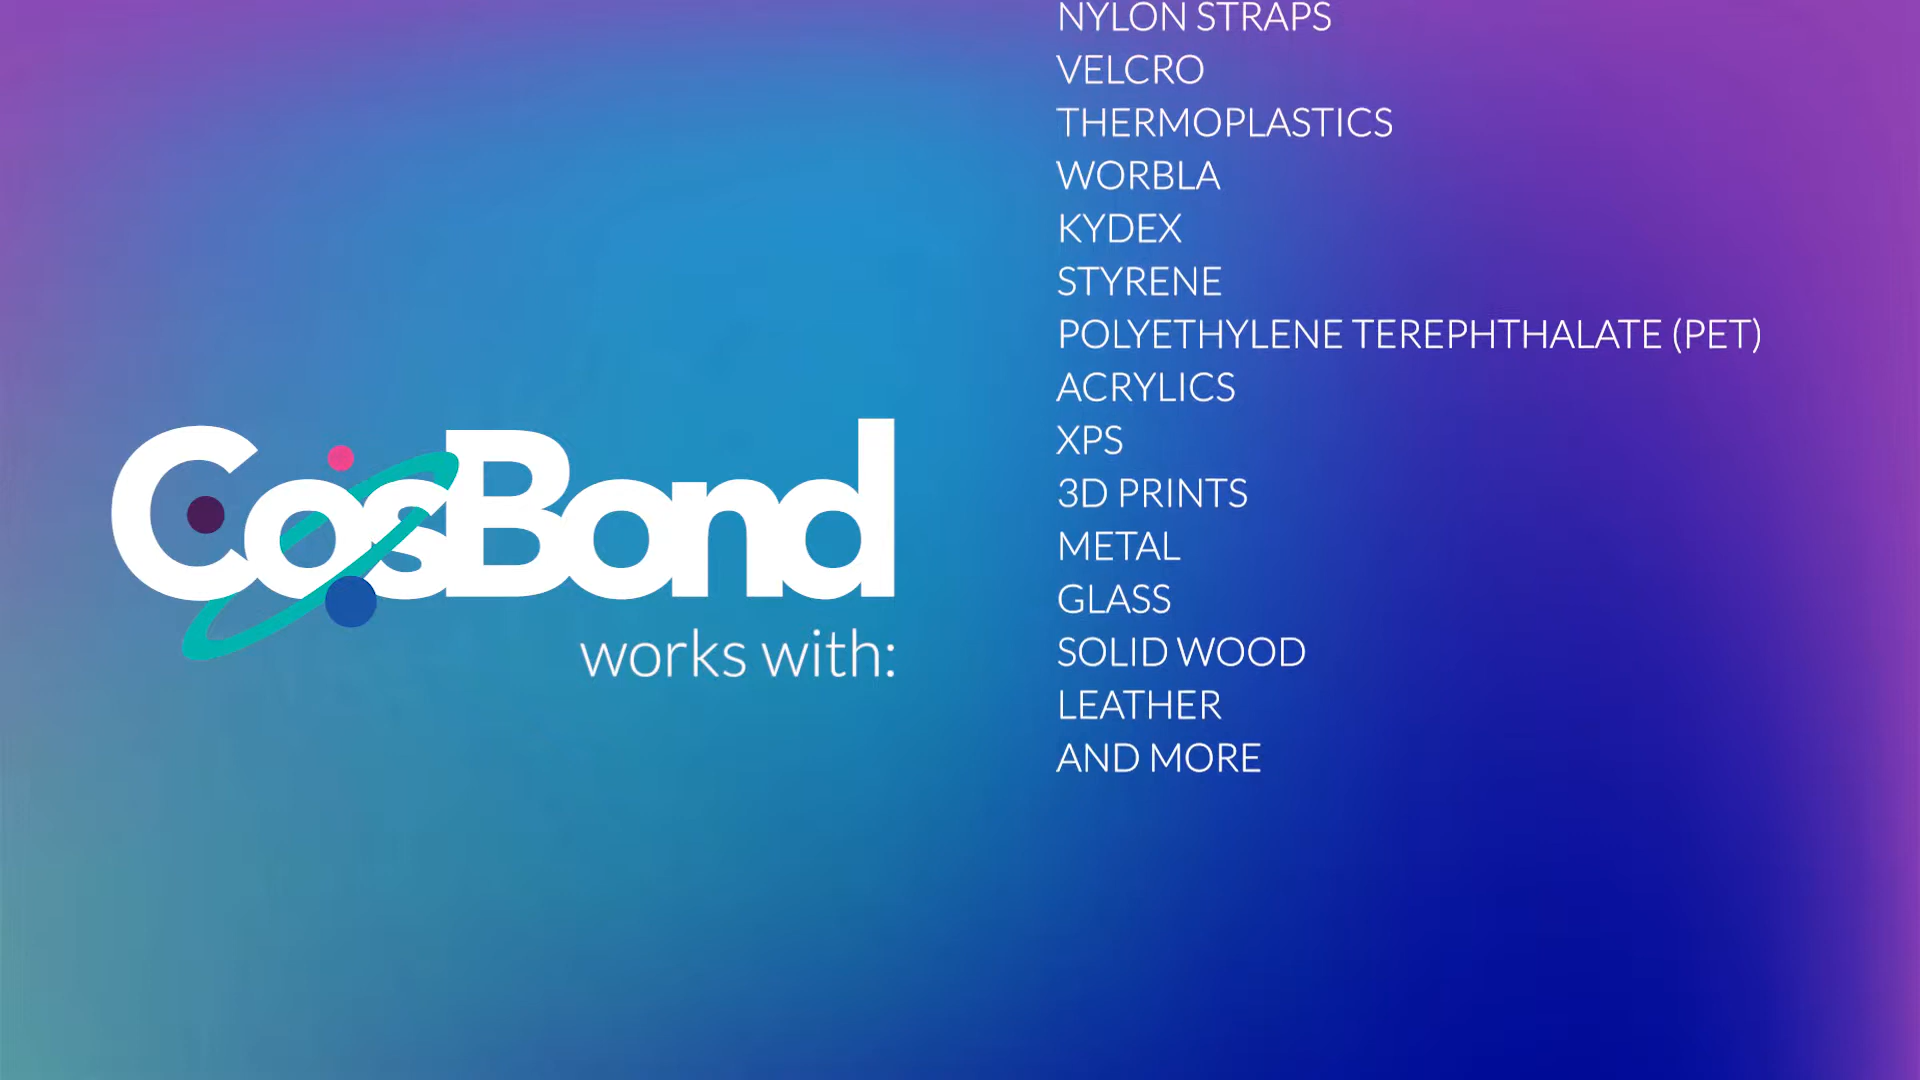 CosBond
works with:
NYLON STRAPS
VELCRO
THERMOPLASTICS
WORBLA
KYDEX
STYRENE
POLYETHYLENE TEREPHTHALATE (PET)
ACRYLICS
XPS
3D PRINTS
METAL
GLASS
SOLID WOOD
LEATHER
AND MORE